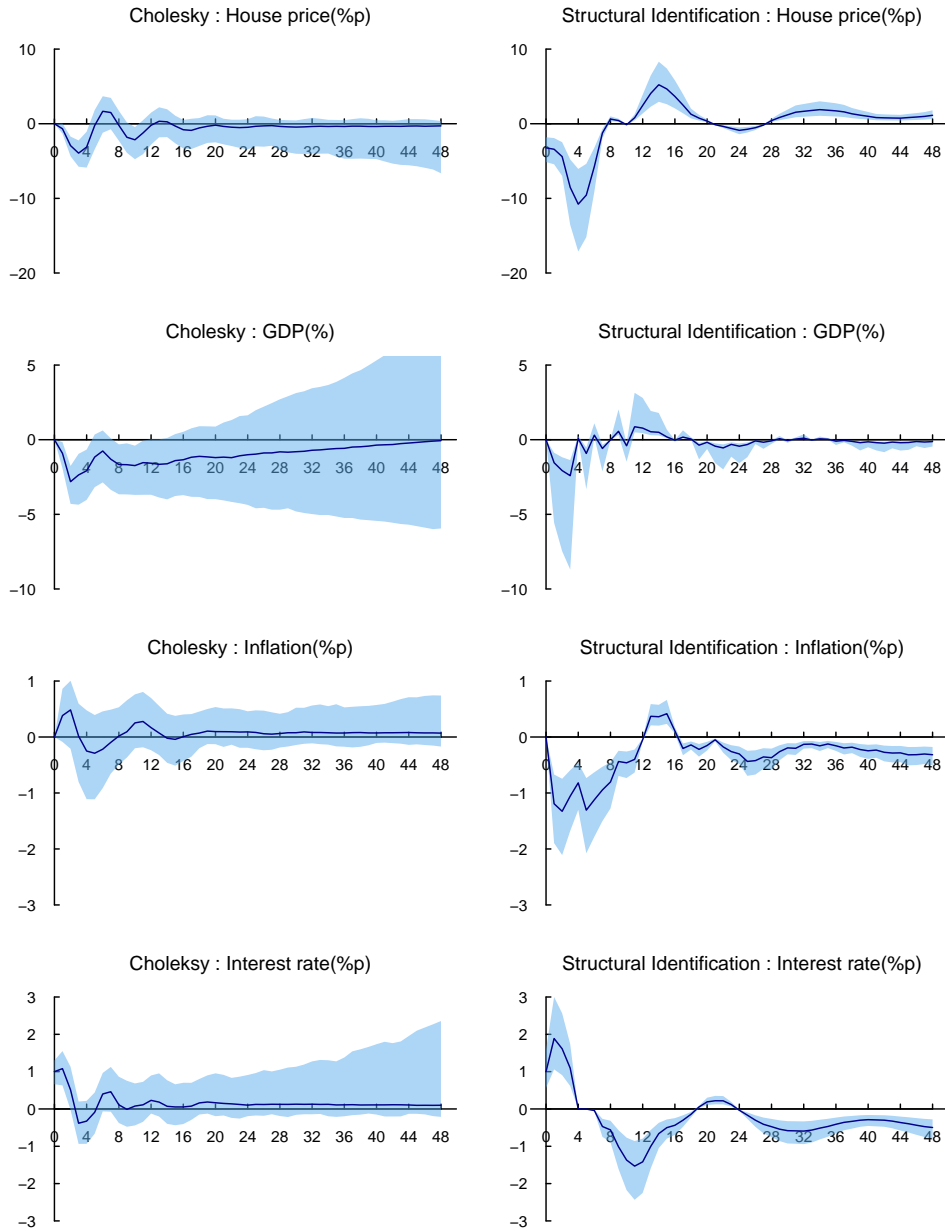 Cholesky : House price(%p)
10
0
−10
−20
0 4 8 12 16 20 24 28 32 36 40 44 48
Structural Identification : House price(%p)
10
0
−10
−20
0 4 8 12 16 20 24 28 32 36 40 44 48
Cholesky : GDP(%)
5
0
−5
−10
0 4 8 12 16 20 24 28 32 36 40 44 48
Structural Identification : GDP(%)
5
0
−5
−10
0 4 8 12 16 20 24 28 32 36 40 44 48
Cholesky : Inflation(%p)
1
0
−1
−2
−3
0 4 8 12 16 20 24 28 32 36 40 44 48
Structural Identification : Inflation(%p)
1
0
−1
−2
−3
0 4 8 12 16 20 24 28 32 36 40 44 48
Choleksy : Interest rate(%p)
3
2
1
0
−1
−2
−3
0 4 8 12 16 20 24 28 32 36 40 44 48
Structural Identification : Interest rate(%p)
3
2
1
0
−1
−2
−3
0 4 8 12 16 20 24 28 32 36 40 44 48